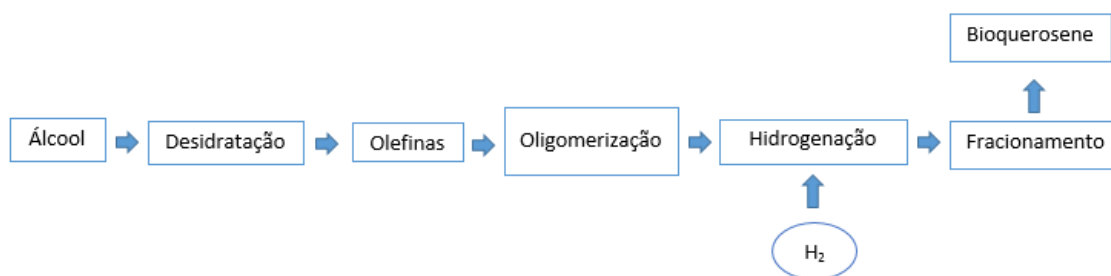 Álcool
Desidratação
Olefinas
Oligomerização
Hidrogenação
H₂
Fracionamento
Bioquerosene